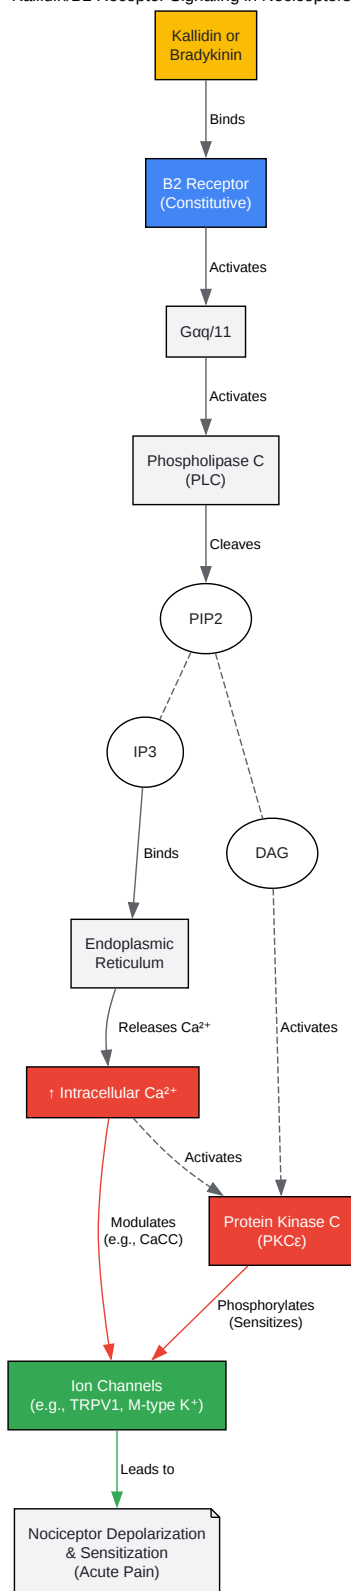 Kallidin/B2 Receptor Signaling in Nociceptors
Kallidin or
Bradykinin
Binds
B2 Receptor
(Constitutive)
Activates
Gαq/11
Activates
Phospholipase C
(PLC)
Cleaves
PIP2
IP3
DAG
Binds
Endoplasmic
Reticulum
Releases Ca²⁺
Activates
↑ Intracellular Ca²⁺
Activates
Modulates
(e.g., CaCC)
Protein Kinase C
(PKCε)
Phosphorylates
(Sensitizes)
Ion Channels
(e.g., TRPV1, M-type K⁺)
Leads to
Nociceptor Depolarization
& Sensitization
(Acute Pain)